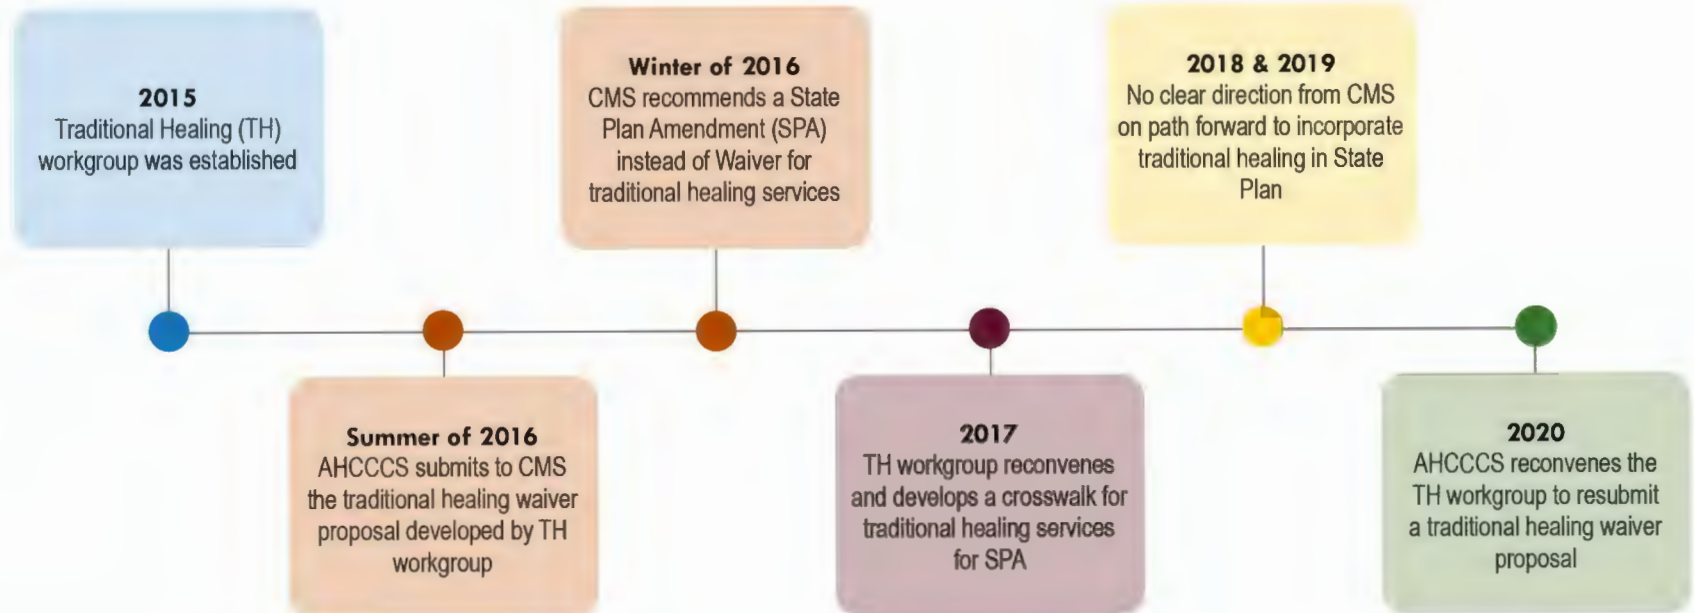 2015
Traditional Healing (TH)
workgroup was established
Summer of 2016
AHCCCS submits to CMS
the traditional healing waiver
proposal developed by TH
workgroup
Winter of 2016
CMS recommends a State
Plan Amendment (SPA)
instead of Waiver for
traditional healing services
2017
TH workgroup reconvenes
and develops a crosswalk for
traditional healing services
for SPA
2018 & 2019
No clear direction from CMS
on path forward to incorporate
traditional healing in State
Plan
2020
AHCCCS reconvenes the
TH workgroup to resubmit
a traditional healing waiver
proposal